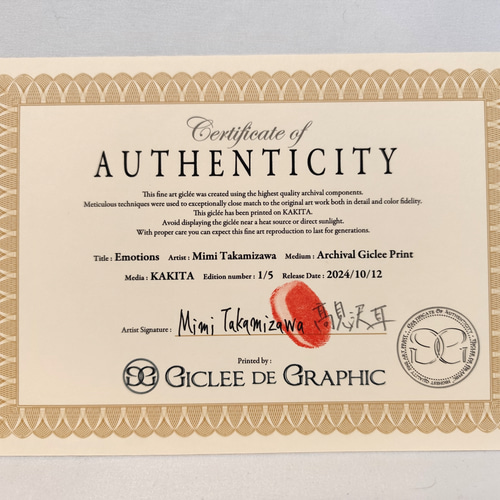 Certificate of
AUTHENTICITY
This fine art giclée was created using the highest quality archival components.
Meticulous techniques were used to exceptionally close match to the original art work both in detail and color fidelity.
This giclée has been printed on KAKITA.
Avoid displaying the giclée near a heat source or direct sunlight.
With proper care you can expect this fine art reproduction to last for generations.
Title : Emotions Artist : Mimi Takamizawa Medium : Archival Giclee Print
Media : KAKITA Edition number : 1/5 Release Date : 2024/10/12
Artist Signature : Mimi Takamizawa 高見沢耳
Printed by :
GICLEE DE GRAPHIC